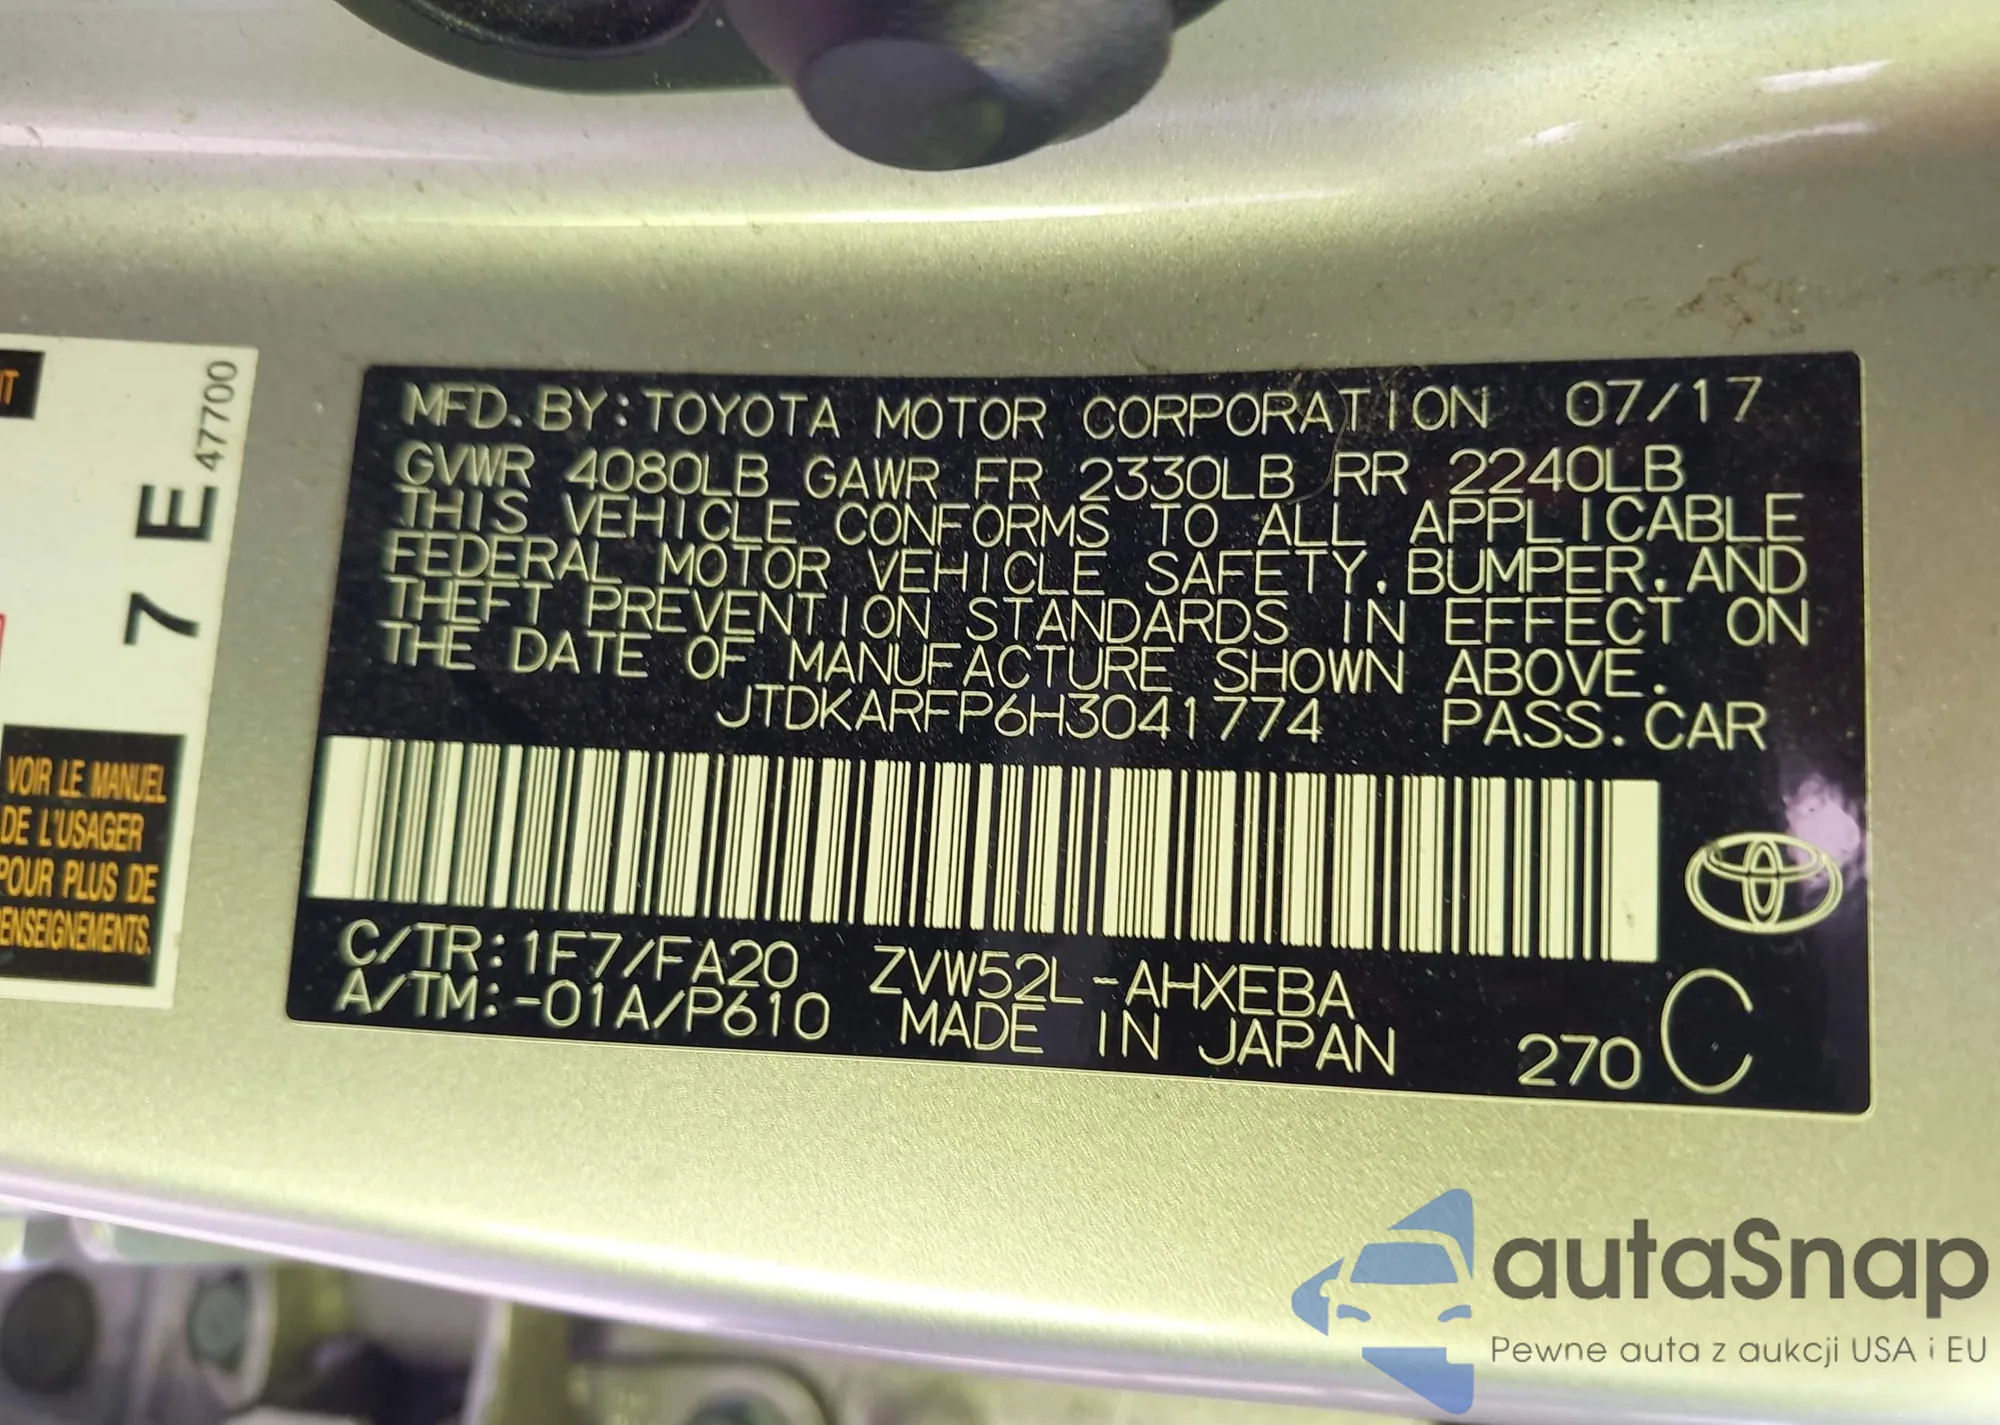 MFD. BY: TOYOTA MOTOR CORPORATION 07/17
GVWR 4080LB GAWR FR 2330LB RR 2240LB
THIS VEHICLE CONFORMS TO ALL APPLICABLE
FEDERAL MOTOR VEHICLE SAFETY, BUMPER, AND
THEFT PREVENTION STANDARDS IN EFFECT ON
THE DATE OF MANUFACTURE SHOWN ABOVE.
JTDKARFP6H3041774 PASS. CAR
C/TR: 1F7/FA20 ZVW52L-AHXEBA
A/TM: -01A/P610 MADE IN JAPAN 270 C
7 E 47700
VOIR LE MANUEL
DE L'USAGER
POUR PLUS DE
autaSnap
Pewne auta z aukcji USA i EU